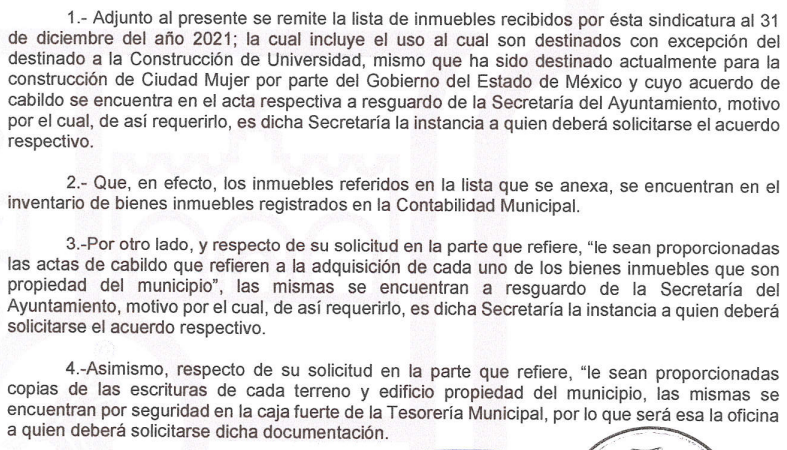 1.- Adjunto al presente se remite la lista de inmuebles recibidos por ésta sindicatura al 31
de diciembre del año 2021; la cual incluye el uso al cual son destinados con excepción del
destinado a la Construcción de Universidad, mismo que ha sido destinado actualmente para la
construcción de Ciudad Mujer por parte del Gobierno del Estado de México y cuyo acuerdo de
cabildo se encuentra en el acta respectiva a resguardo de la Secretaría del Ayuntamiento, motivo
por el cual, de así requerirlo, es dicha Secretaría la instancia a quien deberá solicitarse el acuerdo
respectivo.
2.- Que, en efecto, los inmuebles referidos en la lista que se anexa, se encuentran en el
inventario de bienes inmuebles registrados en la Contabilidad Municipal.
3.-Por otro lado, y respecto de su solicitud en la parte que refiere, “le sean proporcionadas
las actas de cabildo que refieren a la adquisición de cada uno de los bienes inmuebles que son
propiedad del municipio”, las mismas se encuentran a resguardo de la Secretaría del
Ayuntamiento, motivo por el cual, de así requerirlo, es dicha Secretaría la instancia a quien deberá
solicitarse el acuerdo respectivo.
4.-Asimismo, respecto de su solicitud en la parte que refiere, “le sean proporcionadas
copias de las escrituras de cada terreno y edificio propiedad del municipio, las mismas se
encuentran por seguridad en la caja fuerte de la Tesorería Municipal, por lo que será esa la oficina
a quien deberá solicitarse dicha documentación.